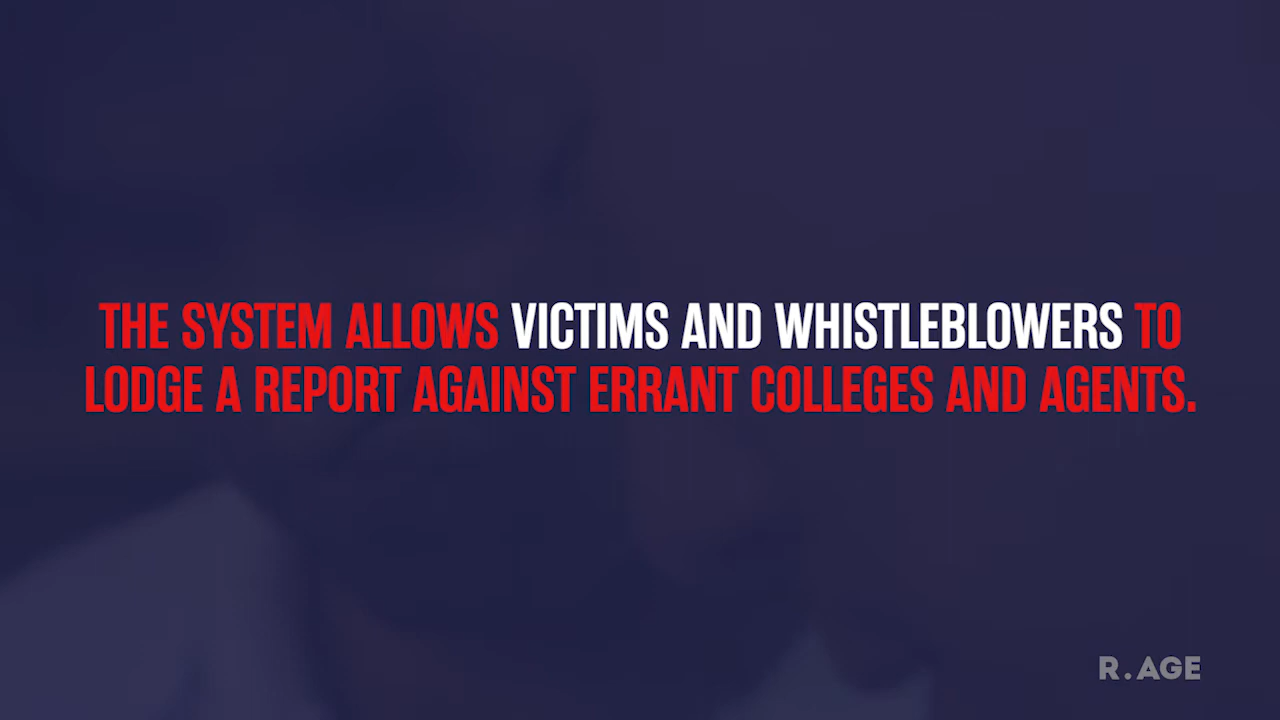 THE SYSTEM ALLOWS VICTIMS AND WHISTLEBLOWERS TO
LODGE A REPORT AGAINST ERRANT COLLEGES AND AGENTS.
R.AGE